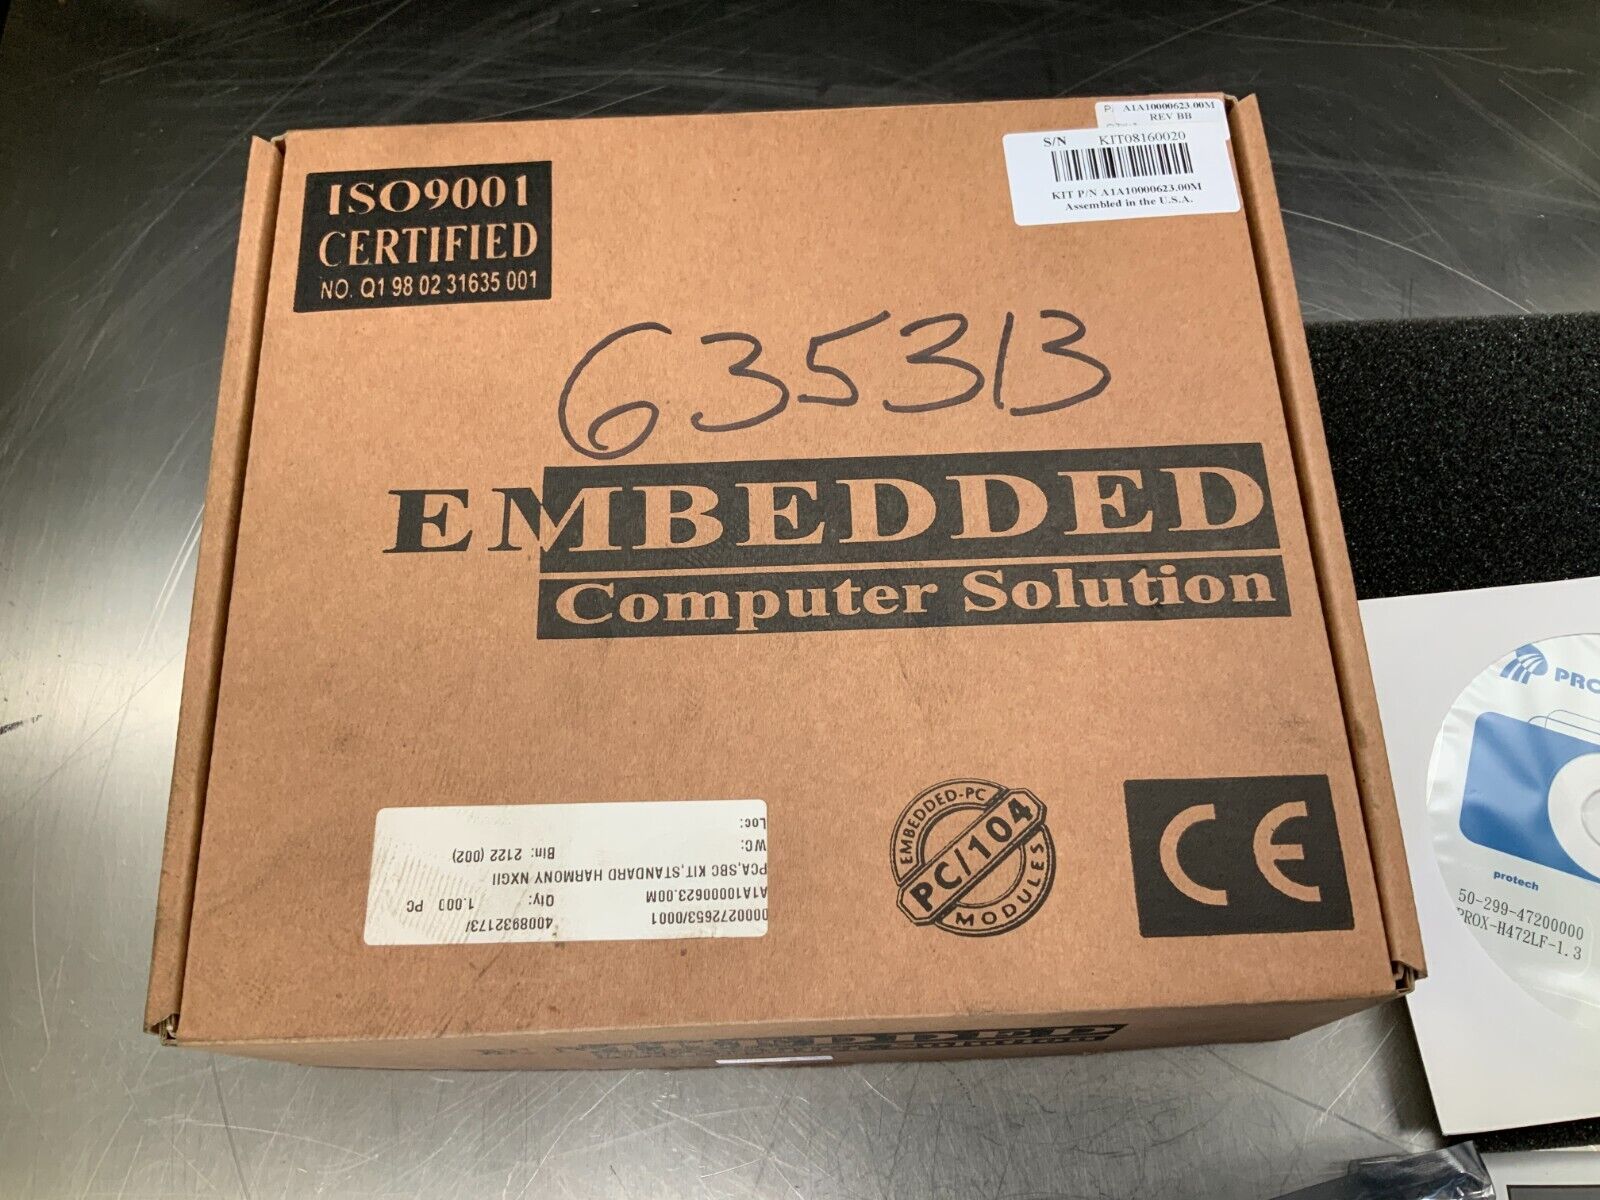 A1A10000623.00M
REV BB
S/N KIT08160020
KIT P/N A1A10000623.00M
Assembled in the U.S.A.
ISO9001
CERTIFIED
NO. Q1 98 02 31635 001
635313
EMBEDDED
Computer Solution
0000272653/0001 4008932173/
A1A10000623.00M Qty: 1.000 PC
PCA,SBC KIT,STANDARD HARMONY NXGII
WC: Bin: 2122 (002)
Loc:
EMBEDDED-PC
PC/104
MODULES
CE
protech
50-299-47200000
PROX-H472LF-1.3